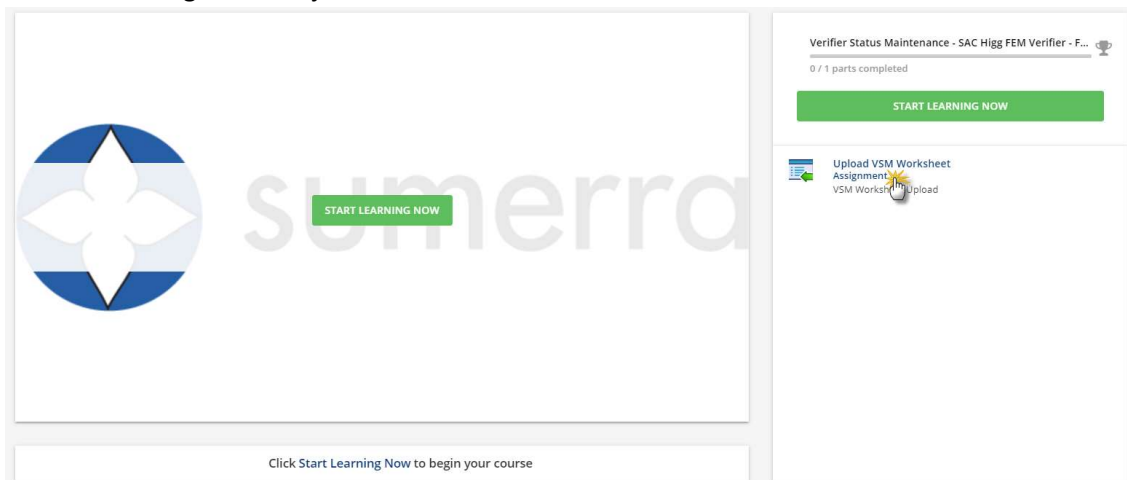 sumerra
START LEARNING NOW
Click Start Learning Now to begin your course
Verifier Status Maintenance - SAC Higg FEM Verifier - F...
0 / 1 parts completed
START LEARNING NOW
Upload VSM Worksheet
Assignment
VSM Upload